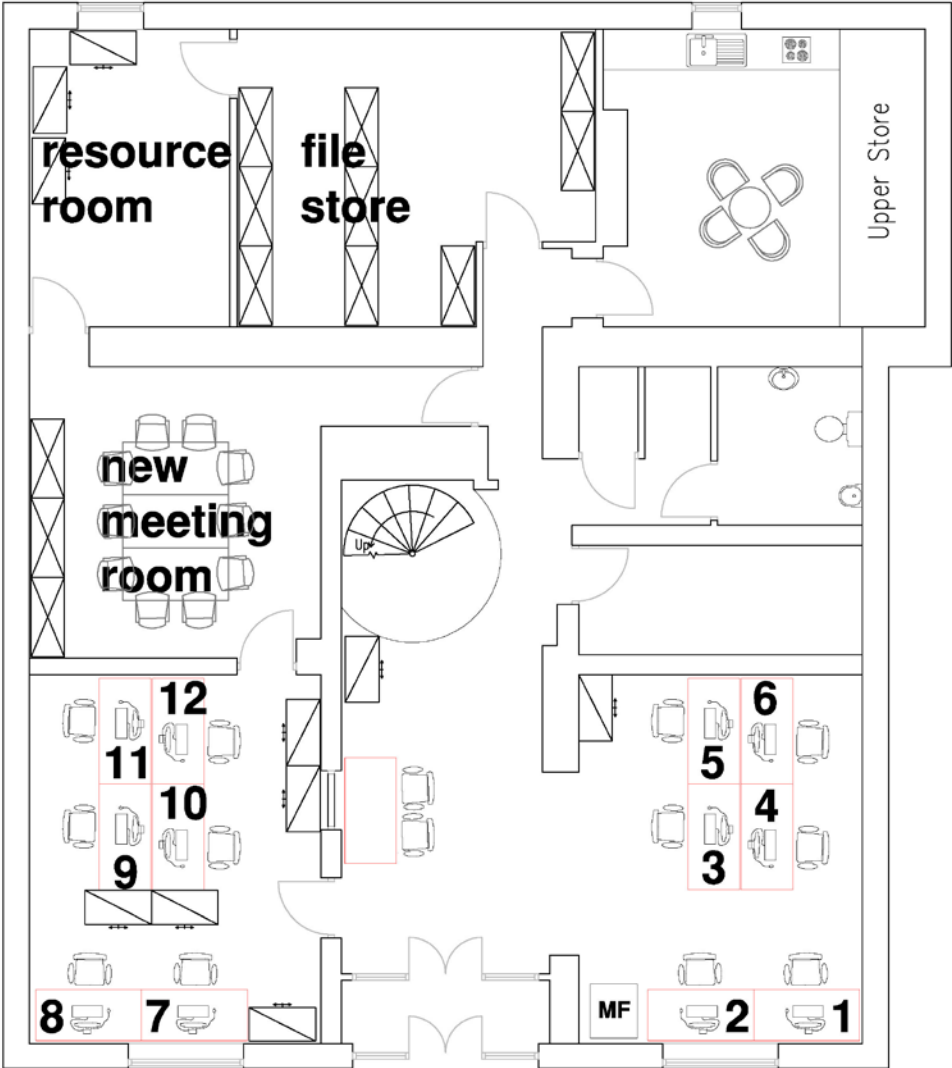 resource
room
file
store
Upper Store
new
meeting
room
Up
12
11
10
9
8
7
6
5
4
3
MF
2
1